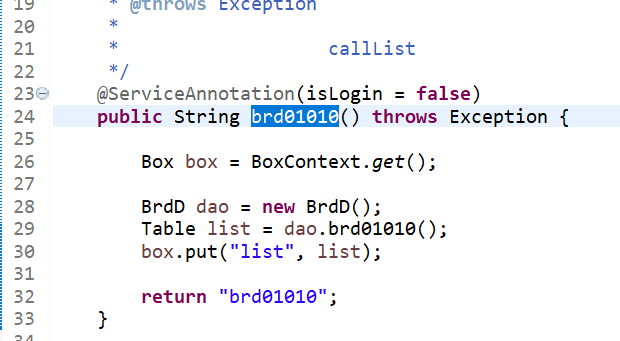 19       * @throws Exception
20       *
21       *                    callList
22       */
23      @ServiceAnnotation(isLogin = false)
24      public String brd01010() throws Exception {
25
26          Box box = BoxContext.get();
27
28          BrdD dao = new BrdD();
29          Table list = dao.brd01010();
30          box.put("list", list);
31
32          return "brd01010";
33      }
34